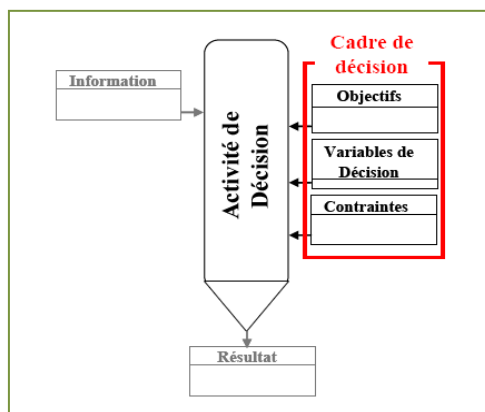 Cadre de
décision
Information
Objectifs
Variables de
Décision
Contraintes
Activité de
Décision
Résultat